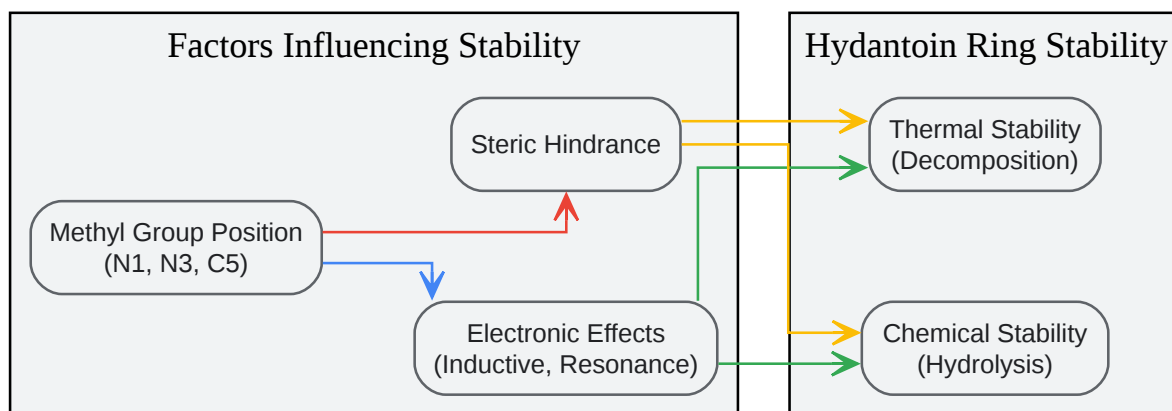 Factors Influencing Stability
Hydantoin Ring Stability
Steric Hindrance
Thermal Stability
(Decomposition)
Methyl Group Position
(N1, N3, C5)
Electronic Effects
(Inductive, Resonance)
Chemical Stability
(Hydrolysis)